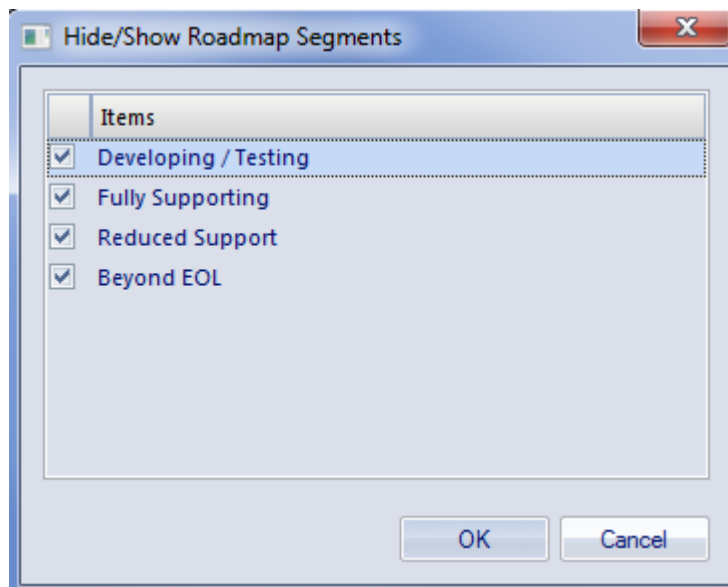 Hide/Show Roadmap Segments
Items
Developing / Testing
Fully Supporting
Reduced Support
Beyond EOL
OK Cancel